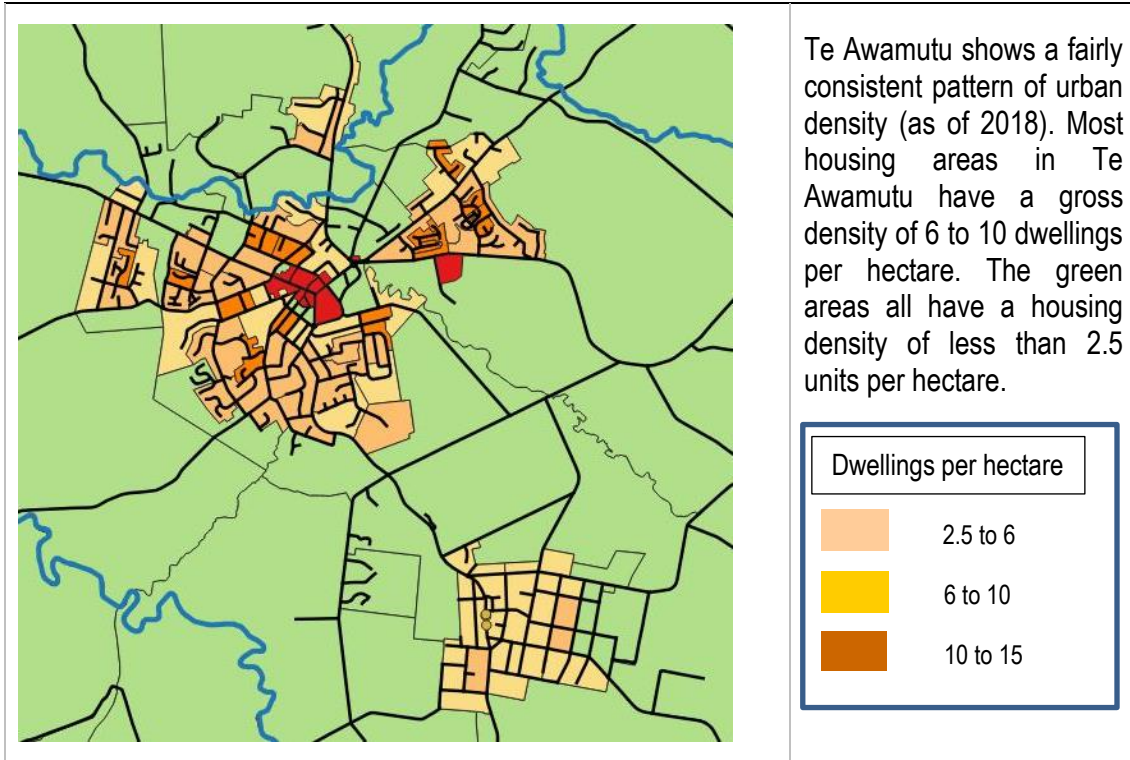 Te Awamutu shows a fairly
consistent pattern of urban
density (as of 2018). Most
housing areas in Te
Awamutu have a gross
density of 6 to 10 dwellings
per hectare. The green
areas all have a housing
density of less than 2.5
units per hectare.
Dwellings per hectare
2.5 to 6
6 to 10
10 to 15